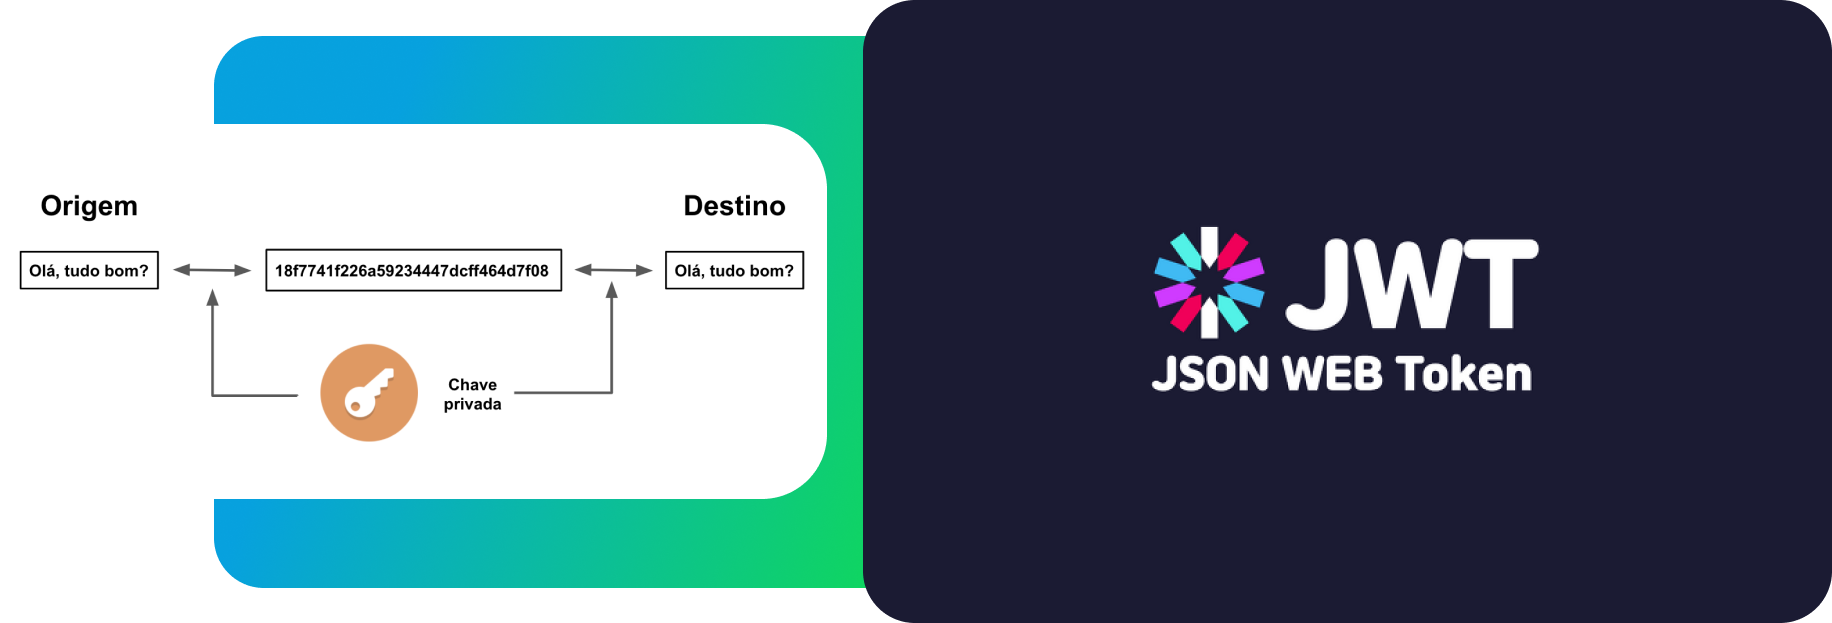 Origem
Destino
Olá, tudo bom?
18f7741f226a59234447dcff464d7f08
Olá, tudo bom?
Chave
privada
JWT
JSON WEB Token